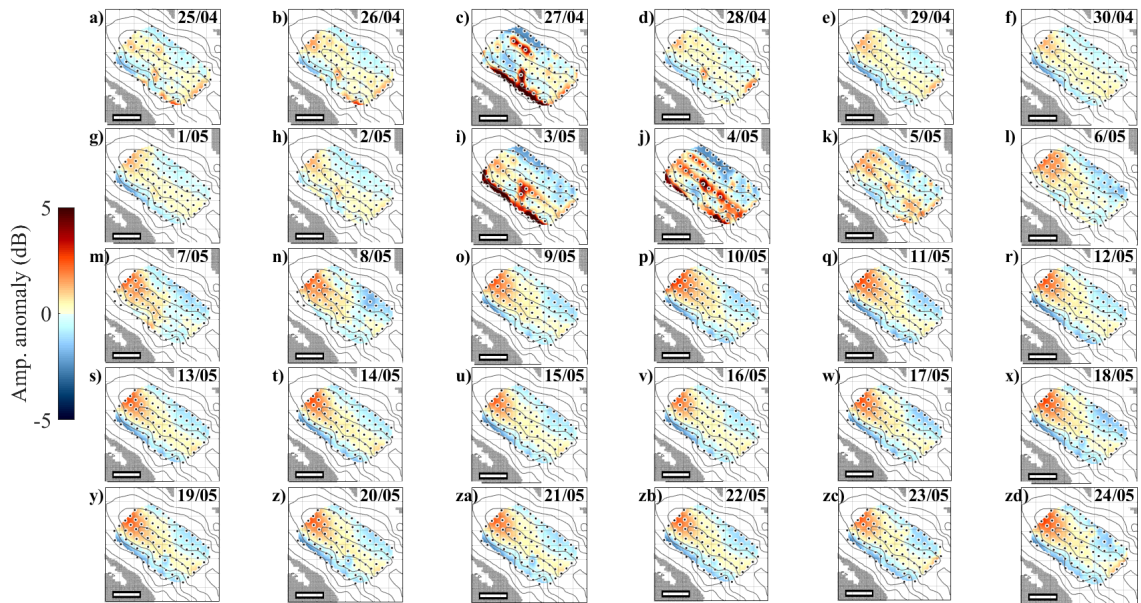 a) 25/04 b) 26/04 c) 27/04 d) 28/04 e) 29/04 f) 30/04
g) 1/05 h) 2/05 i) 3/05 j) 4/05 k) 5/05 l) 6/05
5
0
-5
Amp. anomaly (dB)
m) 7/05 n) 8/05 o) 9/05 p) 10/05 q) 11/05 r) 12/05
s) 13/05 t) 14/05 u) 15/05 v) 16/05 w) 17/05 x) 18/05
y) 19/05 z) 20/05 za) 21/05 zb) 22/05 zc) 23/05 zd) 24/05